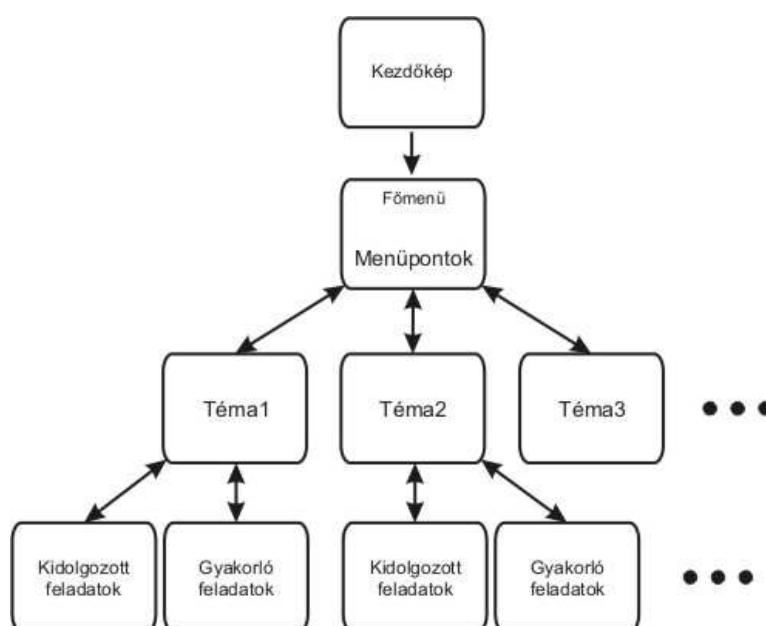 Kezdőkép
Főmenü
Menüpontok
Téma1
Téma2
Téma3
Kidolgozott
feladatok
Gyakorló
feladatok
Kidolgozott
feladatok
Gyakorló
feladatok